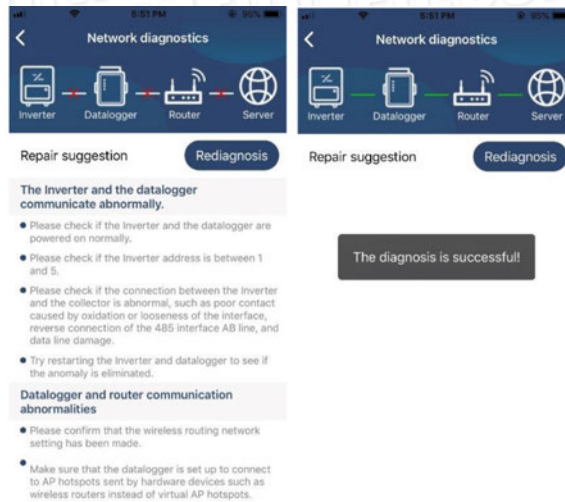 6:51 PM
95%
Network diagnostics
Inverter
Datalogger
Router
Server
Repair suggestion
Rediagnosis
The Inverter and the datalogger
communicate abnormally.
Please check if the Inverter and the datalogger are
powered on normally.
Please check if the Inverter address is between 1
and 5.
Please check if the connection between the Inverter
and the collector is abnormal, such as poor contact
caused by oxidation or looseness of the interface,
reverse connection of the 485 interface AB line, and
data line damage.
Try restarting the Inverter and datalogger to see if
the anomaly is eliminated.
Datalogger and router communication
abnormalities
Please confirm that the wireless routing network
setting has been made.
Make sure that the datalogger is set up to connect
to AP hotspots sent by hardware devices such as
wireless routers instead of virtual AP hotspots.
6:51 PM
95%
Network diagnostics
Inverter
Datalogger
Router
Server
Repair suggestion
Rediagnosis
The diagnosis is successful!